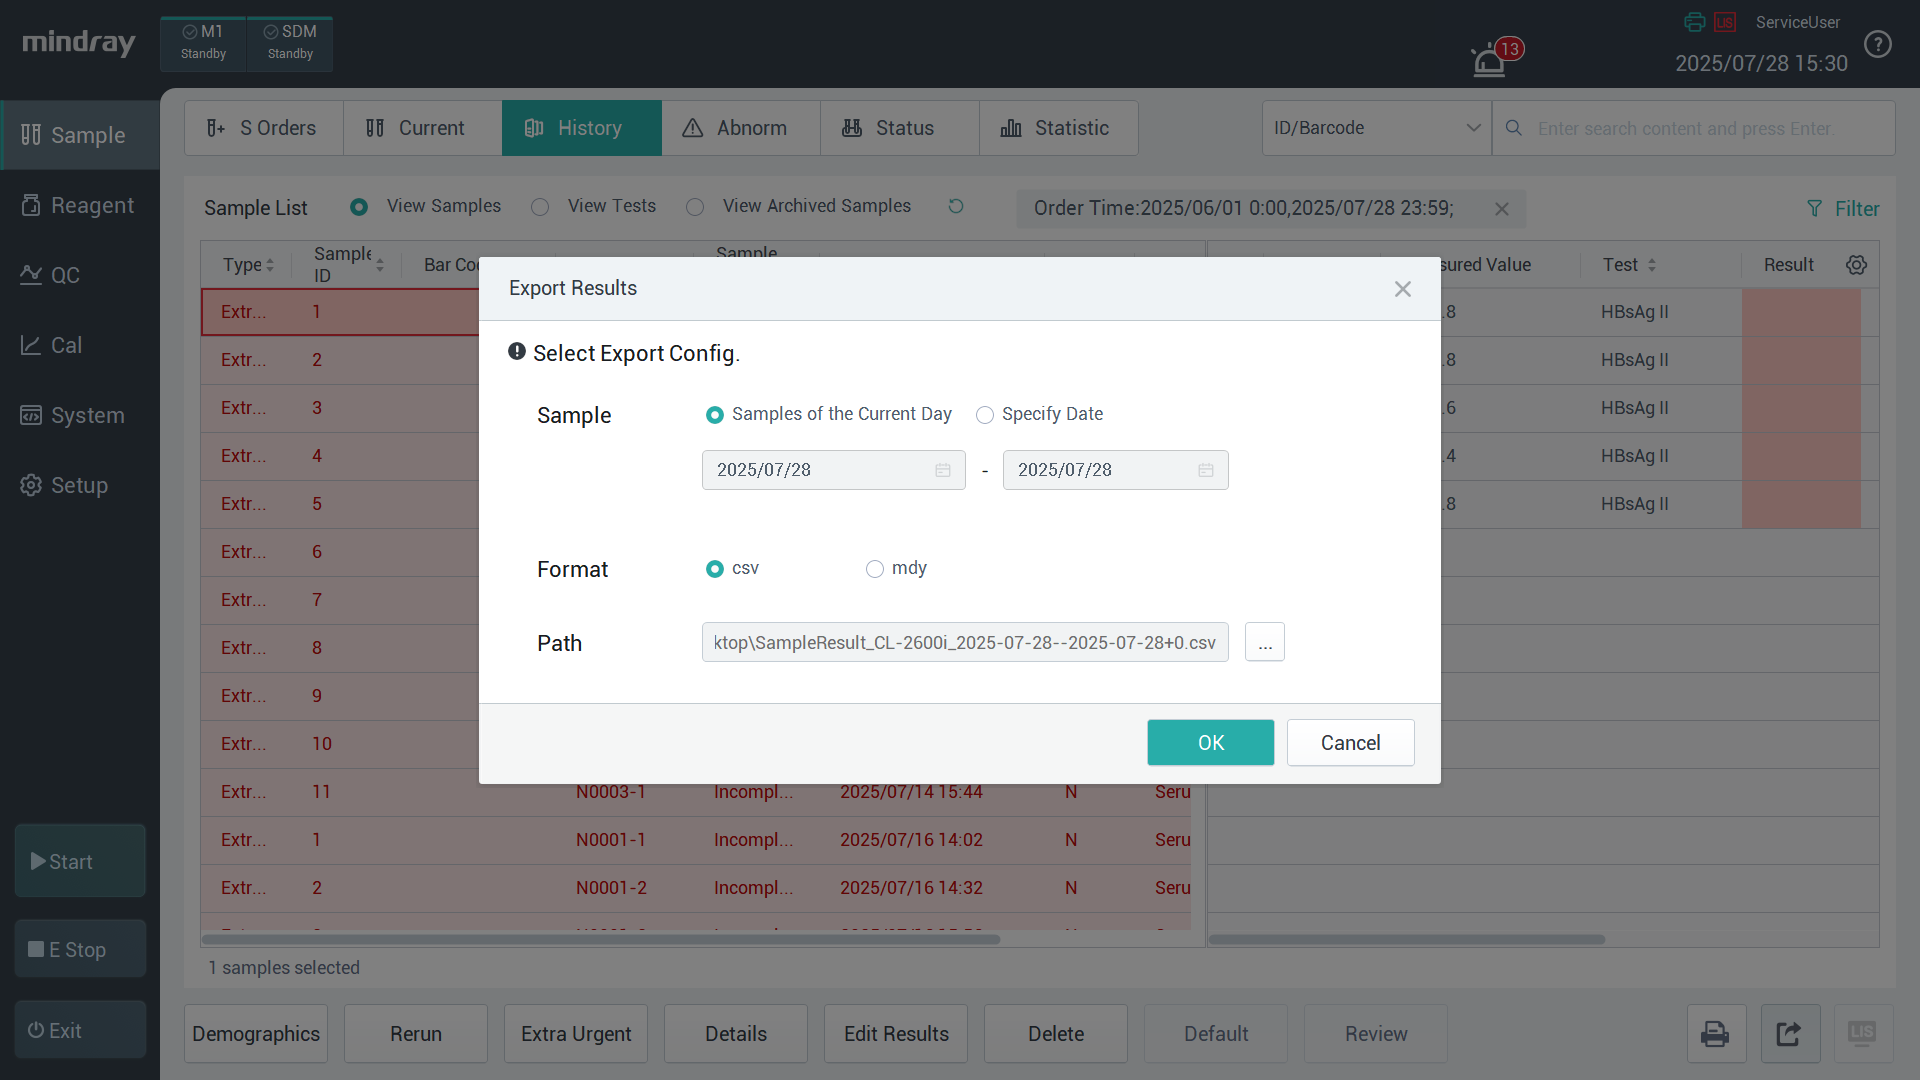 mindray
M1
Standby
SDM
Standby
13
LIS
ServiceUser
2025/07/28 15:30
?
Sample
Reagent
QC
Cal
System
Setup
Start
E Stop
Exit
S Orders
Current
History
Abnorm
Status
Statistic
ID/Barcode
Enter search content and press Enter.
Sample List
View Samples
View Tests
View Archived Samples
Order Time:2025/06/01 0:00,2025/07/28 23:59;
Filter
Type
Sample ID
Bar Co
Sample
sured Value
Test
Result
Extr... 1
.8 HBsAg II
Extr... 2
.8 HBsAg II
Extr... 3
.6 HBsAg II
Extr... 4
.4 HBsAg II
Extr... 5
.8 HBsAg II
Extr... 6
Extr... 7
Extr... 8
Extr... 9
Extr... 10
Extr... 11 N0003-1 Incompl... 2025/07/14 15:44 N Seru
Extr... 1 N0001-1 Incompl... 2025/07/16 14:02 N Seru
Extr... 2 N0001-2 Incompl... 2025/07/16 14:32 N Seru
Export Results
Select Export Config.
Sample
Samples of the Current Day
Specify Date
2025/07/28 - 2025/07/28
Format
csv
mdy
Path
ktop\SampleResult_CL-2600i_2025-07-28--2025-07-28+0.csv
...
OK
Cancel
1 samples selected
Demographics
Rerun
Extra Urgent
Details
Edit Results
Delete
Default
Review
LIS